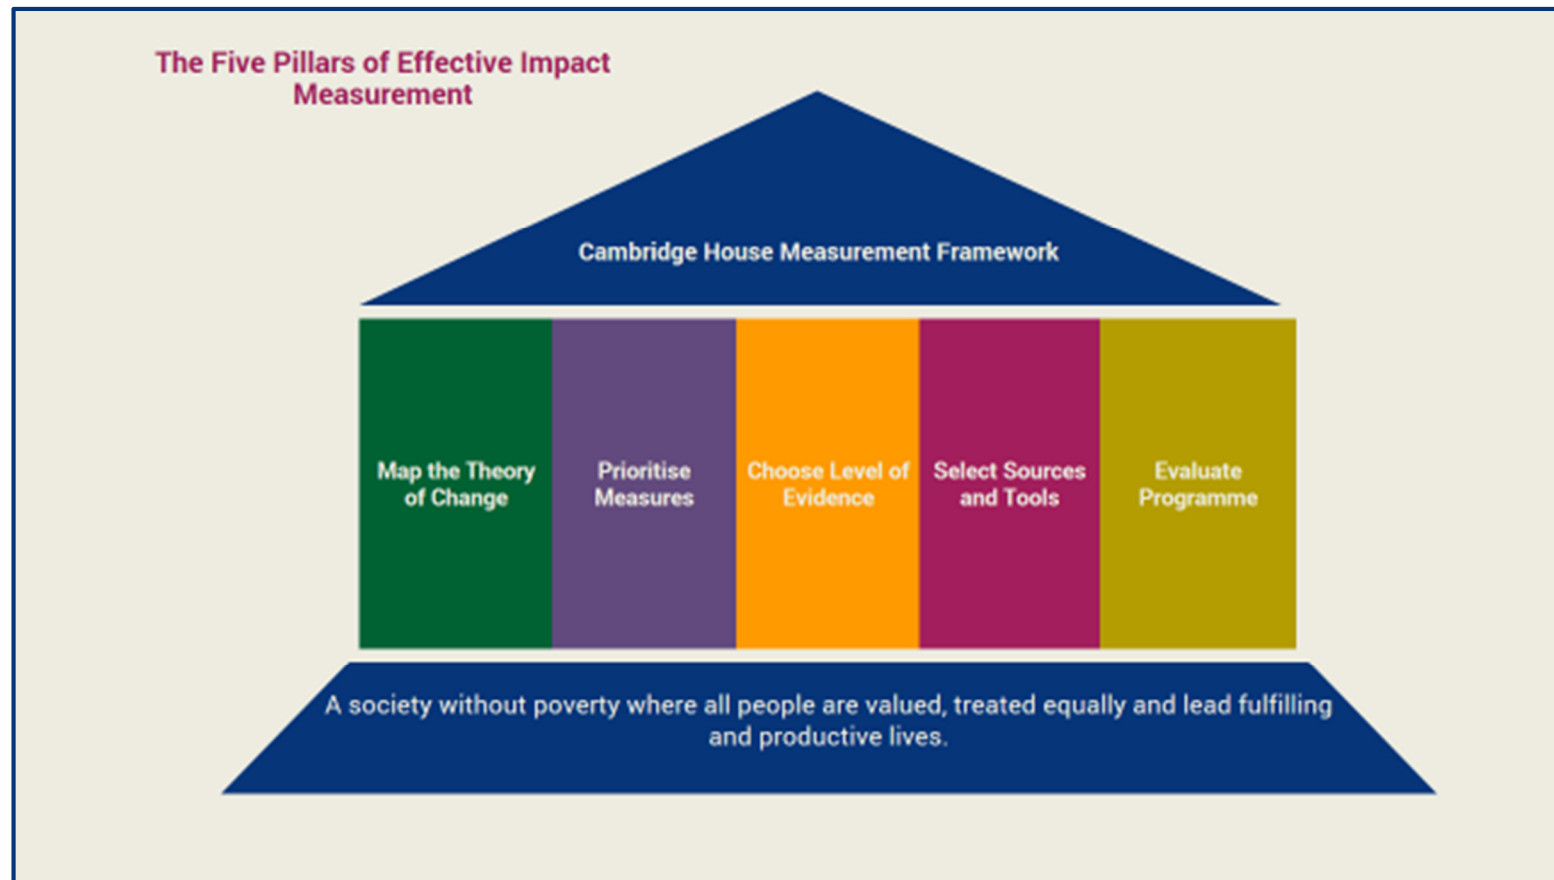 The Five Pillars of Effective Impact
Measurement
Cambridge House Measurement Framework
Map the Theory
of Change
Prioritise
Measures
Choose Level of
Evidence
Select Sources
and Tools
Evaluate
Programme
A society without poverty where all people are valued, treated equally and lead fulfilling
and productive lives.